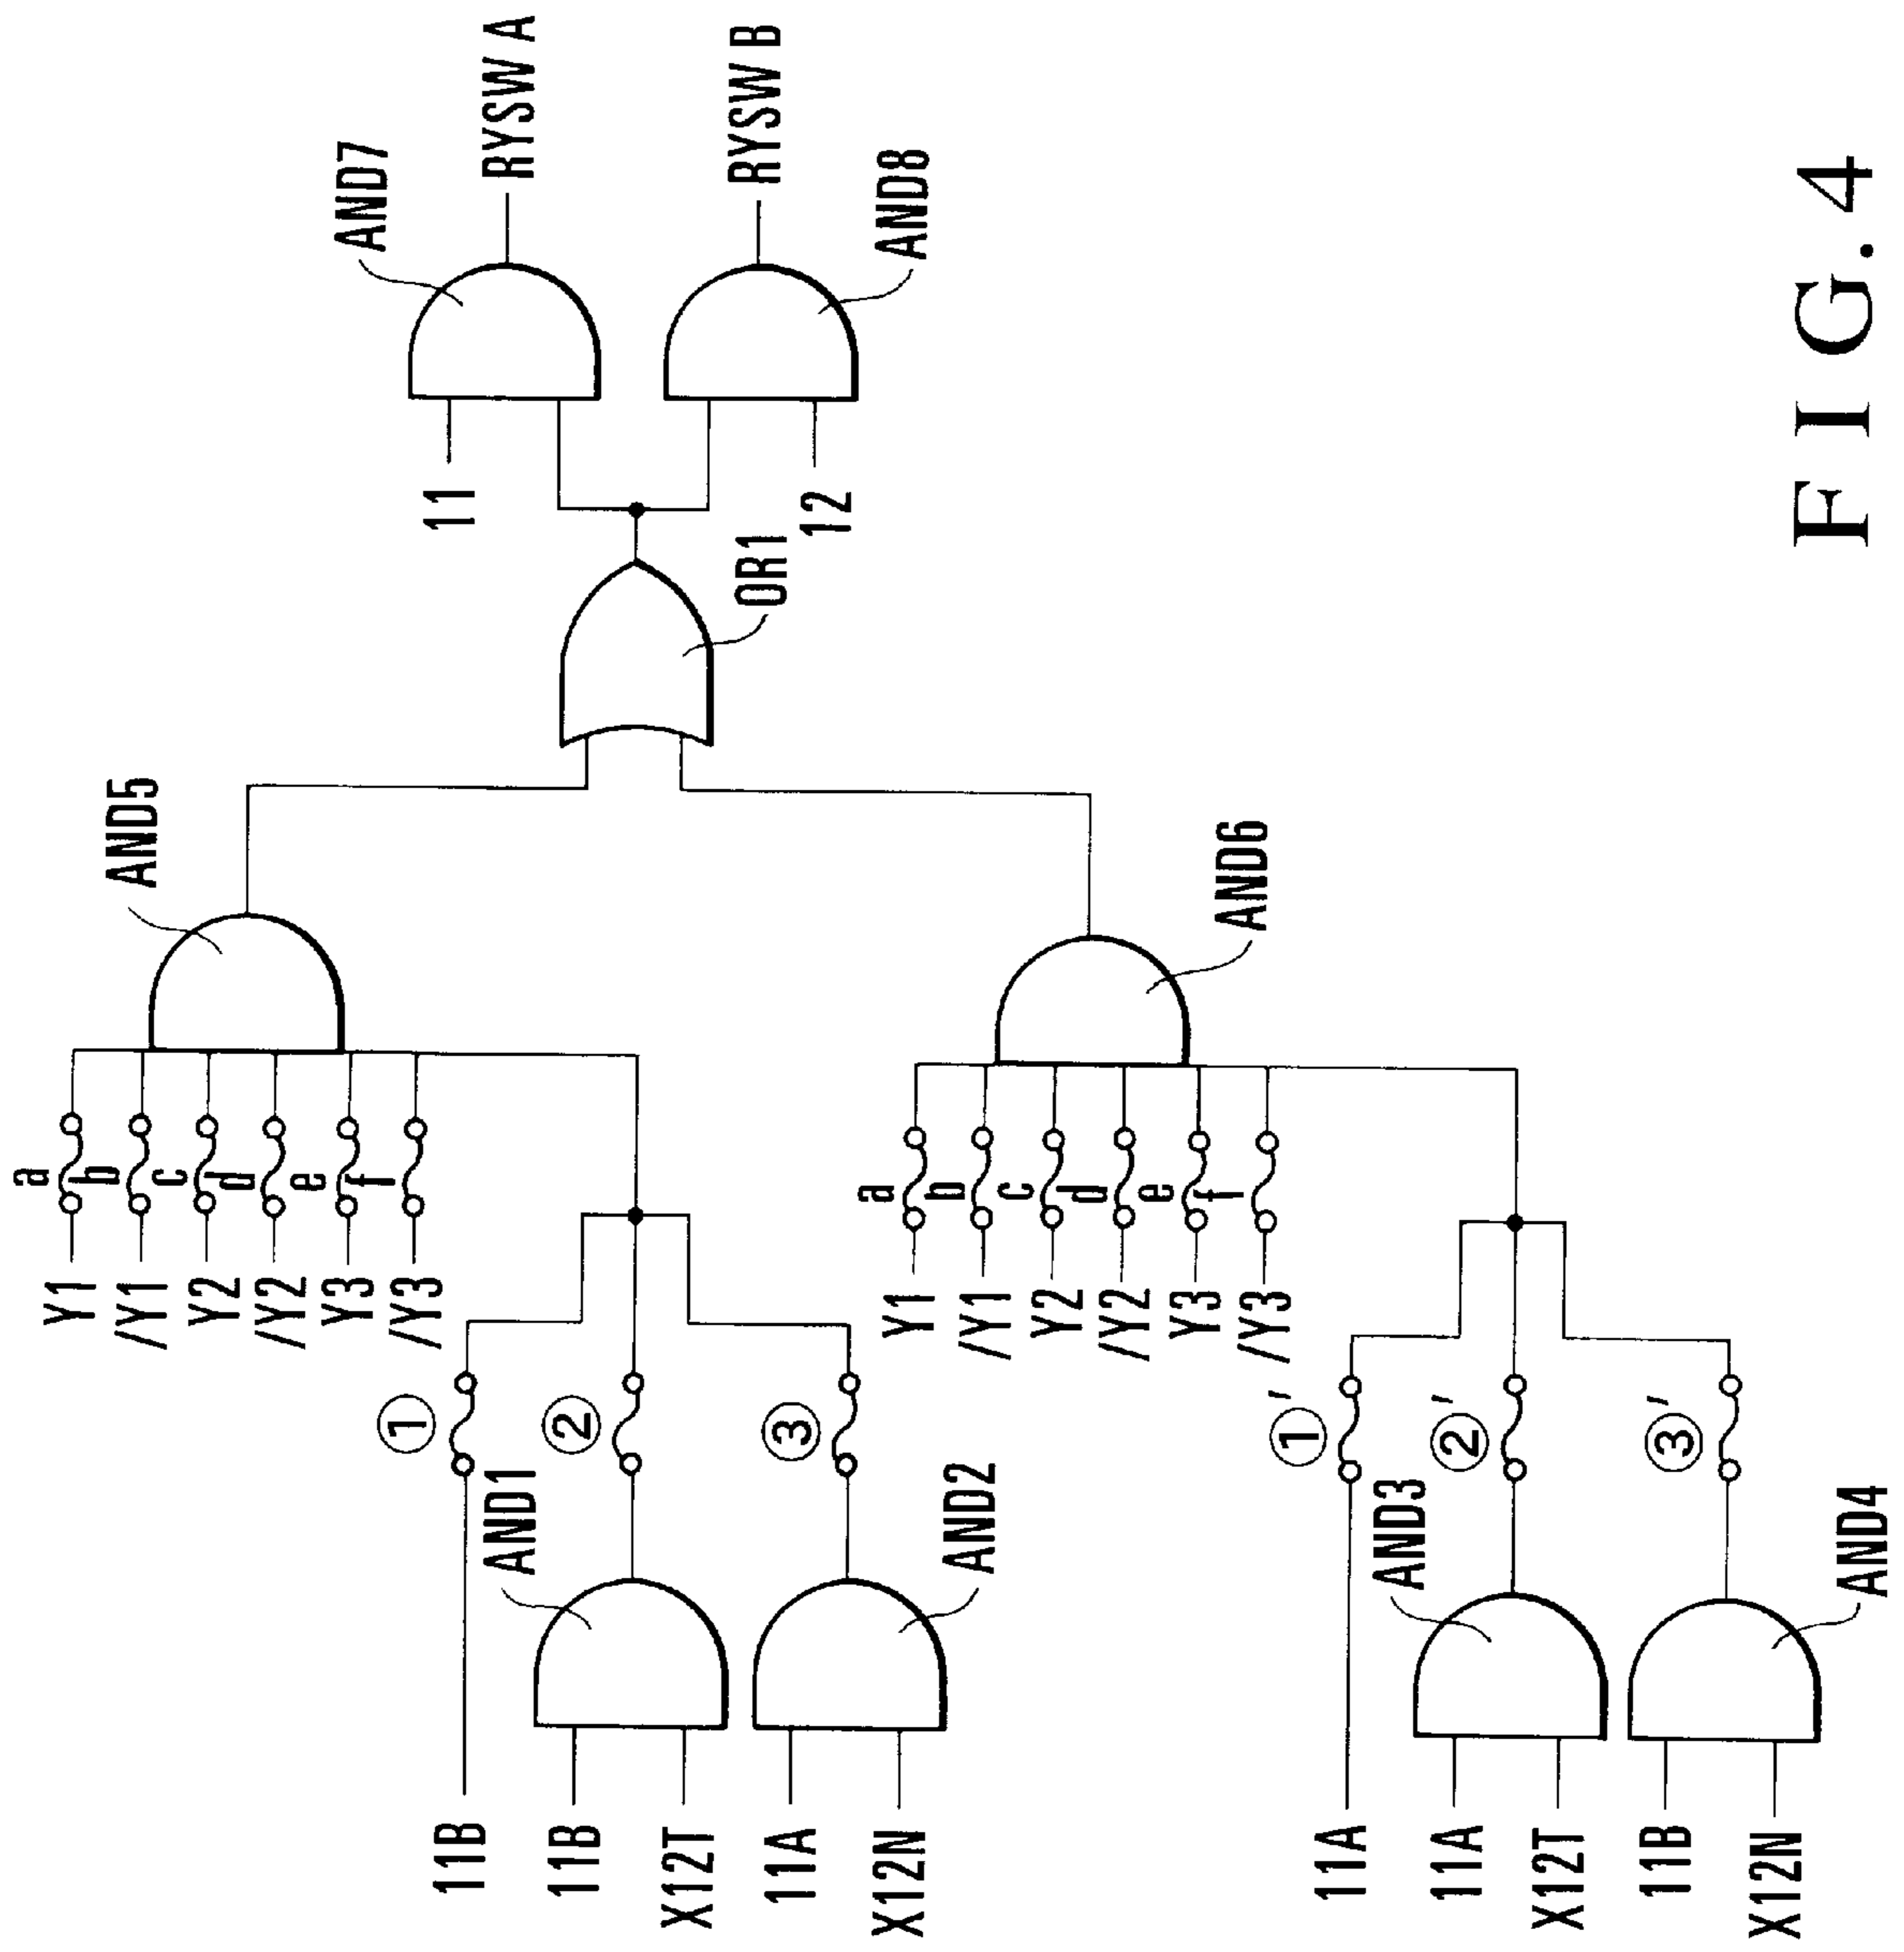 11B
11B
X12T
11A
X12N
11A
11A
X12T
11B
X12N
AND1
AND2
AND3
AND4
①
②
③
①'
②'
③'
Y1
/Y1
Y2
/Y2
Y3
/Y3
a
b
c
d
e
f
Y1
/Y1
Y2
/Y2
Y3
/Y3
a
b
c
d
e
f
AND5
AND6
OR1
11
12
AND7
AND8
RYSW A
RYSW B
FIG. 4